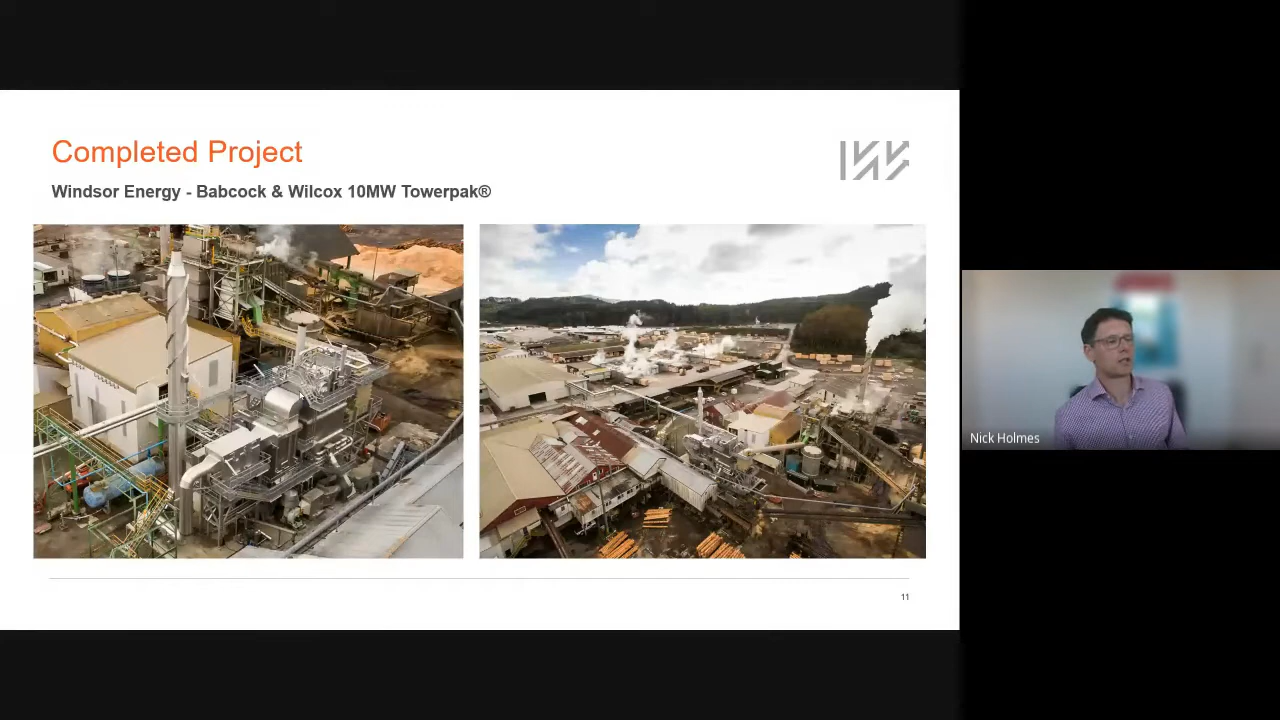 Completed Project
Windsor Energy - Babcock & Wilcox 10MW Towerpak®
Nick Holmes
11